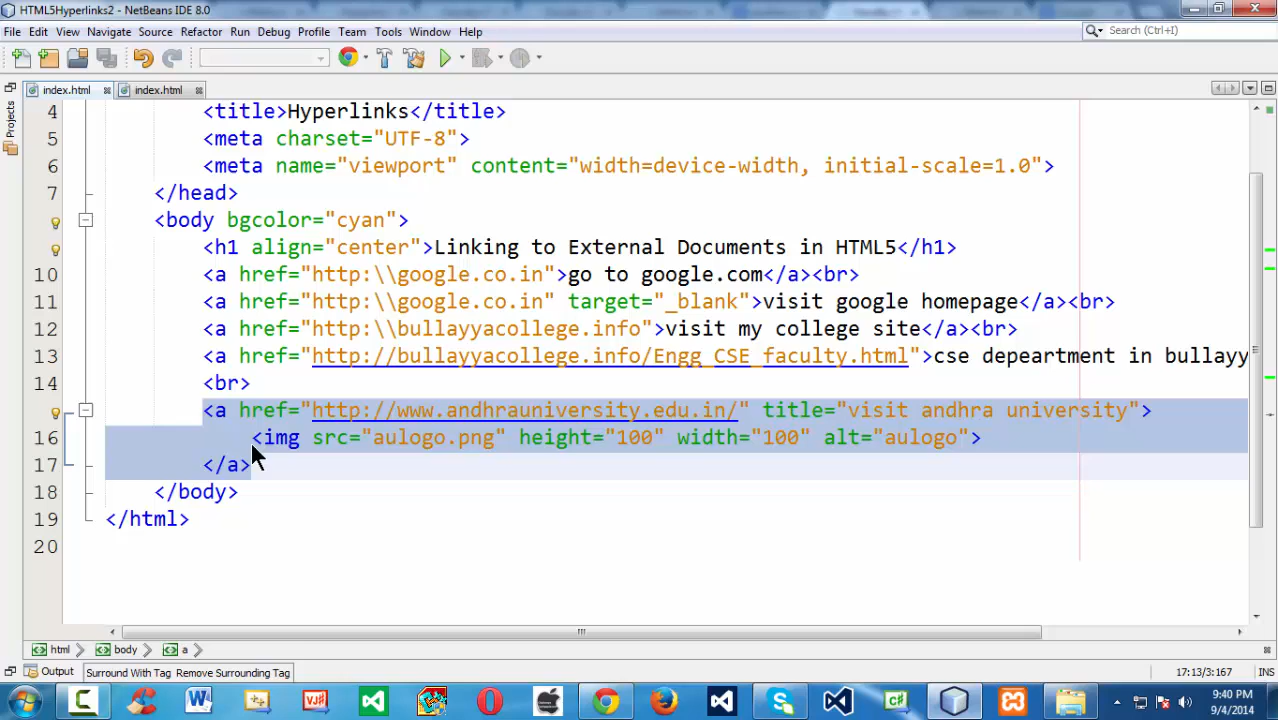 HTML5Hyperlinks2 - NetBeans IDE 8.0
File Edit View Navigate Source Refactor Run Debug Profile Team Tools Window Help
Search (Ctrl+I)
index.html index.html
Projects
4 <title>Hyperlinks</title>
5 <meta charset="UTF-8">
6 <meta name="viewport" content="width=device-width, initial-scale=1.0">
7 </head>
<body bgcolor="cyan">
<h1 align="center">Linking to External Documents in HTML5</h1>
10 <a href="http:\\google.co.in">go to google.com</a><br>
11 <a href="http:\\google.co.in" target="_blank">visit google homepage</a><br>
12 <a href="http:\\bullayyacollege.info">visit my college site</a><br>
13 <a href="http://bullayyacollege.info/Engg_CSE_faculty.html">cse depeartment in bullayy
14 <br>
<a href="http://www.andhrauniversity.edu.in/" title="visit andhra university">
16 <img src="aulogo.png" height="100" width="100" alt="aulogo">
17 </a>
18 </body>
19 </html>
20
html body a
Output Surround With Tag Remove Surrounding Tag
17:13/3:167 INS
9:40 PM
9/4/2014